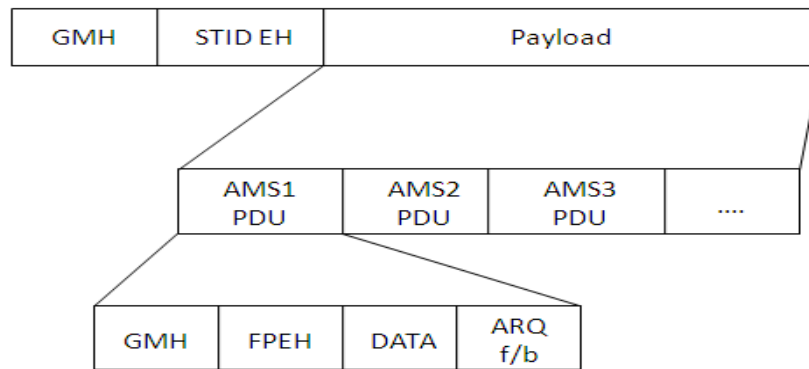 GMH STID EH Payload
AMS1 AMS2 AMS3 ....
PDU PDU PDU
GMH FPEH DATA ARQ
f/b